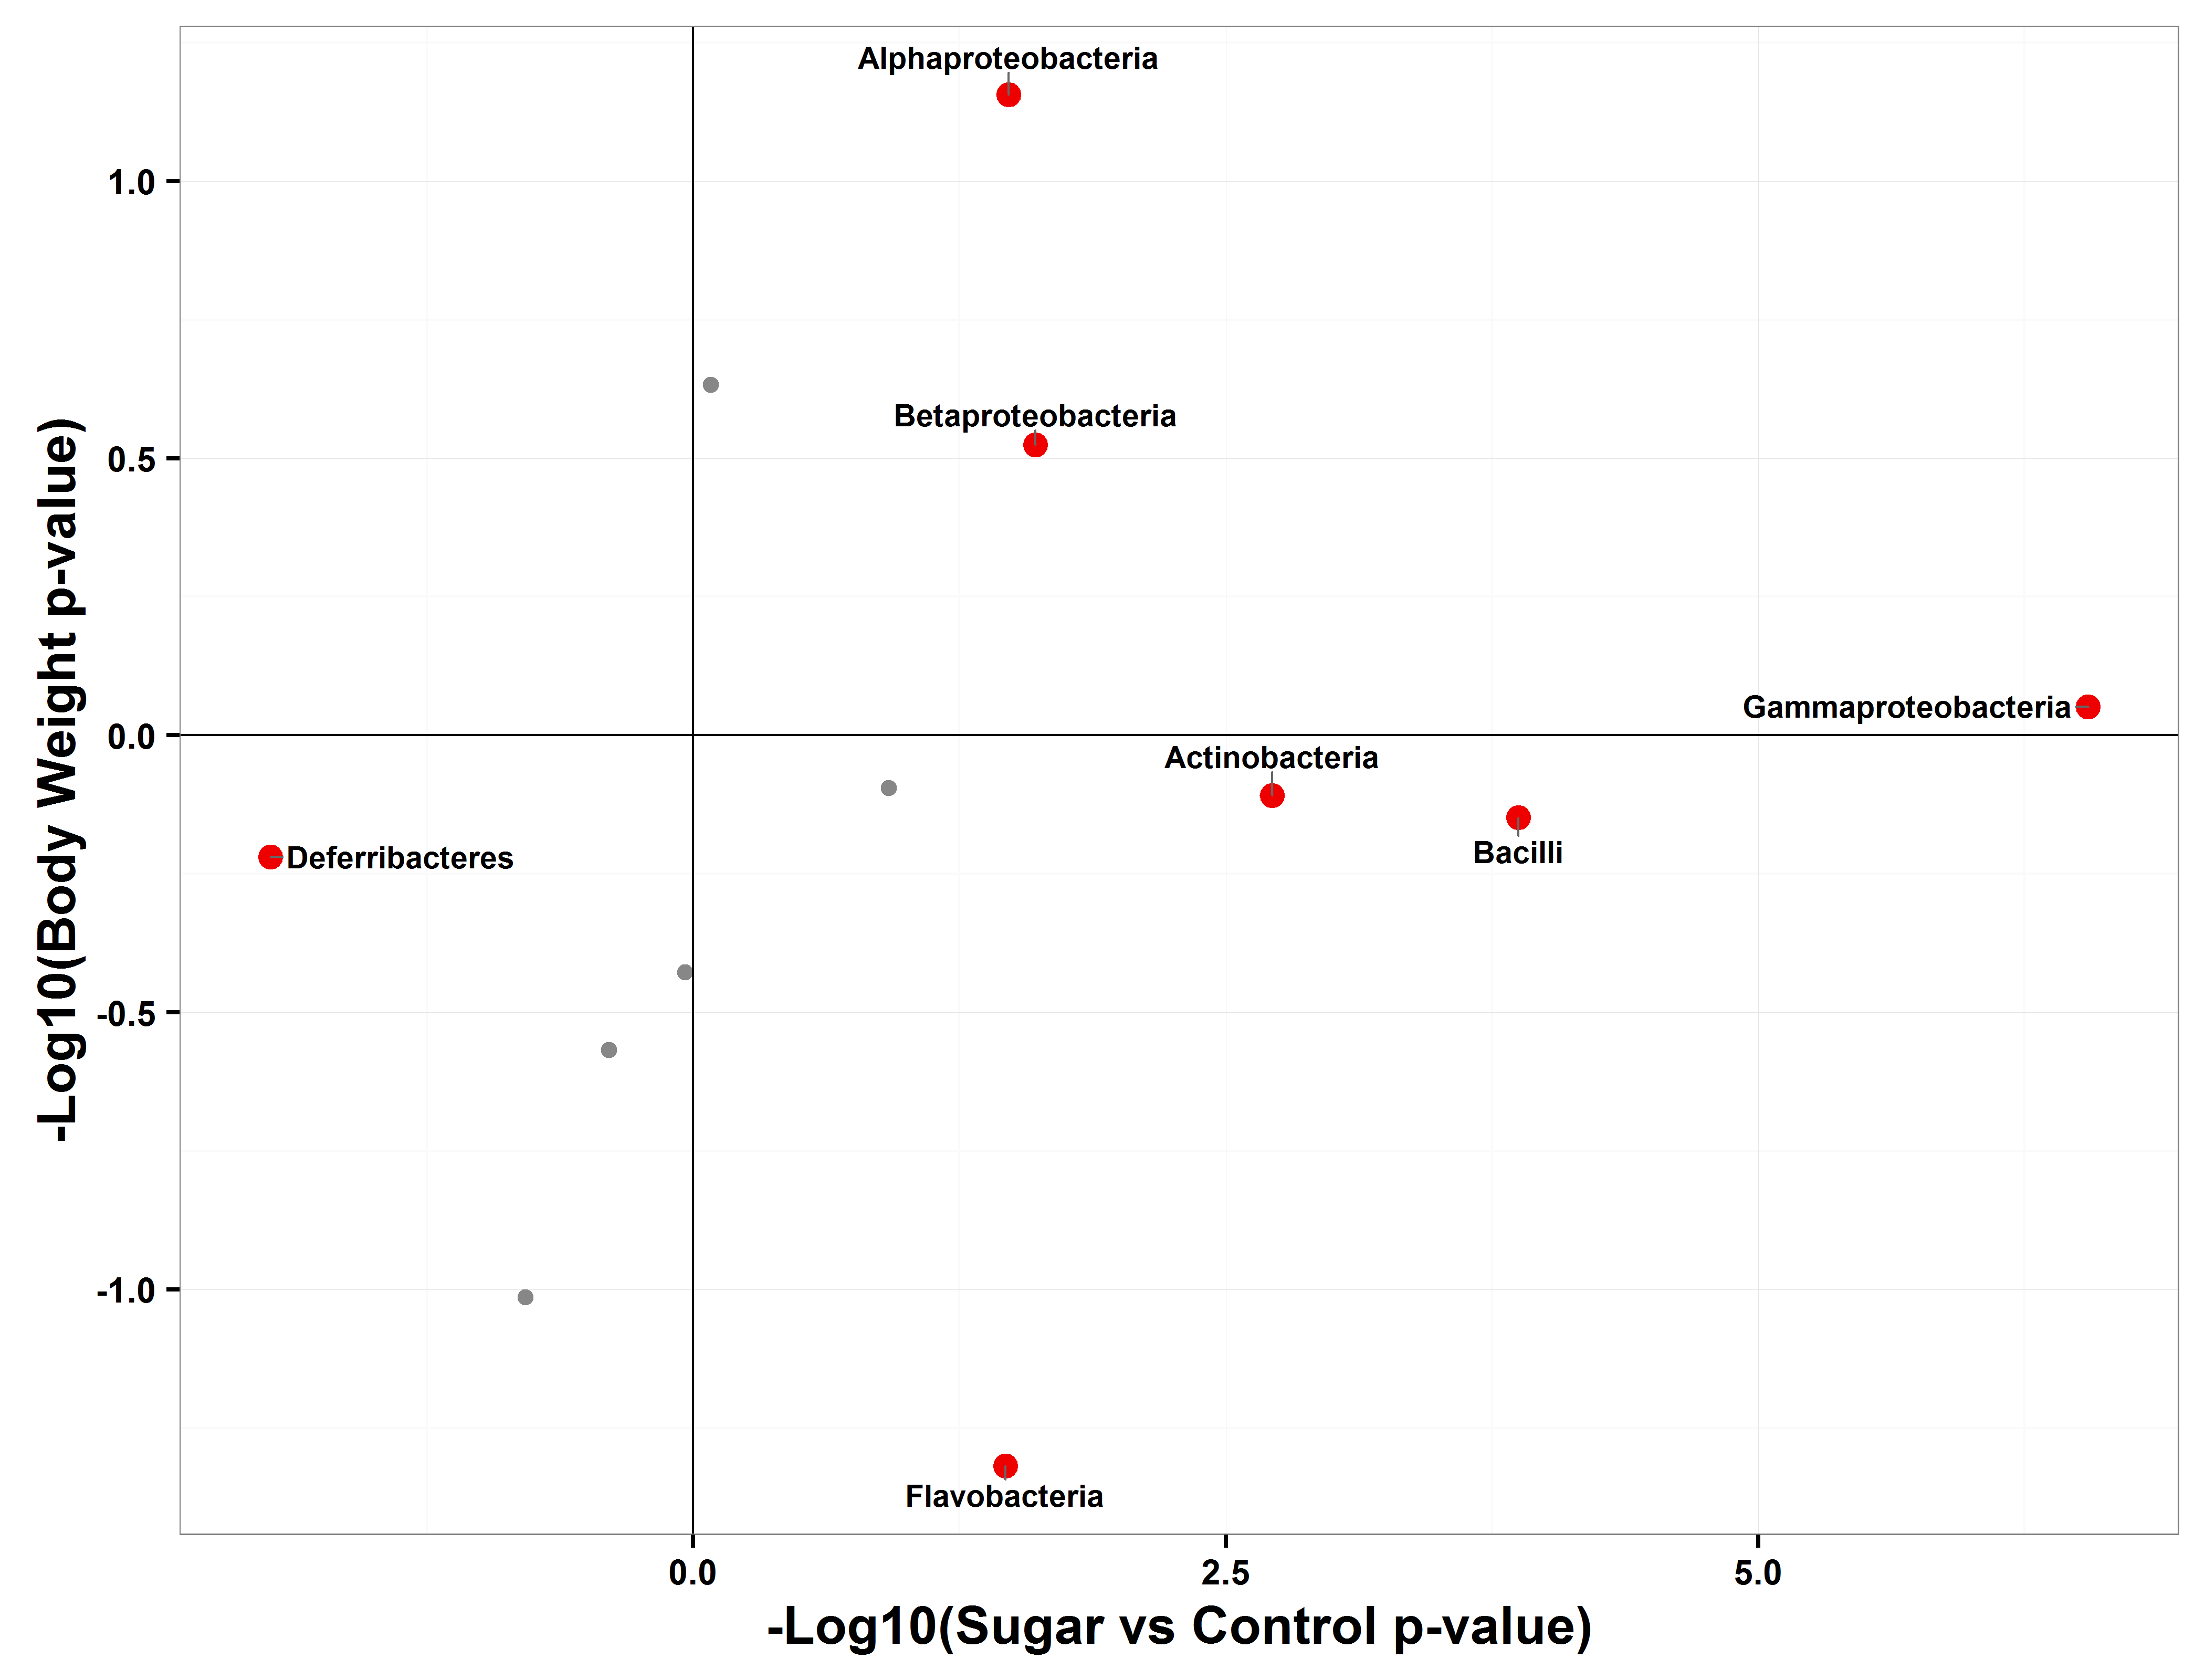 Alphaproteobacteria
1.0
Betaproteobacteria
0.5
Gammaproteobacteria
0.0
Actinobacteria
Bacilli
Deferribacteres
-0.5
-1.0
Flavobacteria
0.0 2.5 5.0
-Log10(Sugar vs Control p-value)
-Log10(Body Weight p-value)